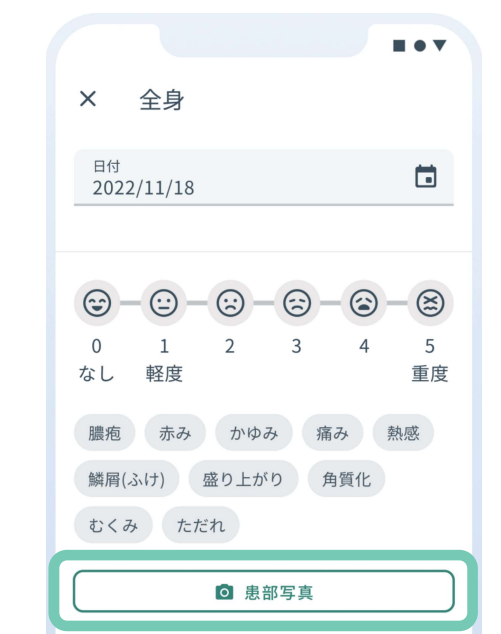 全身
日付
2022/11/18
0 1 2 3 4 5
なし 軽度 重度
膿疱 赤み かゆみ 痛み 熱感
鱗屑(ふけ) 盛り上がり 角質化
むくみ ただれ
患部写真